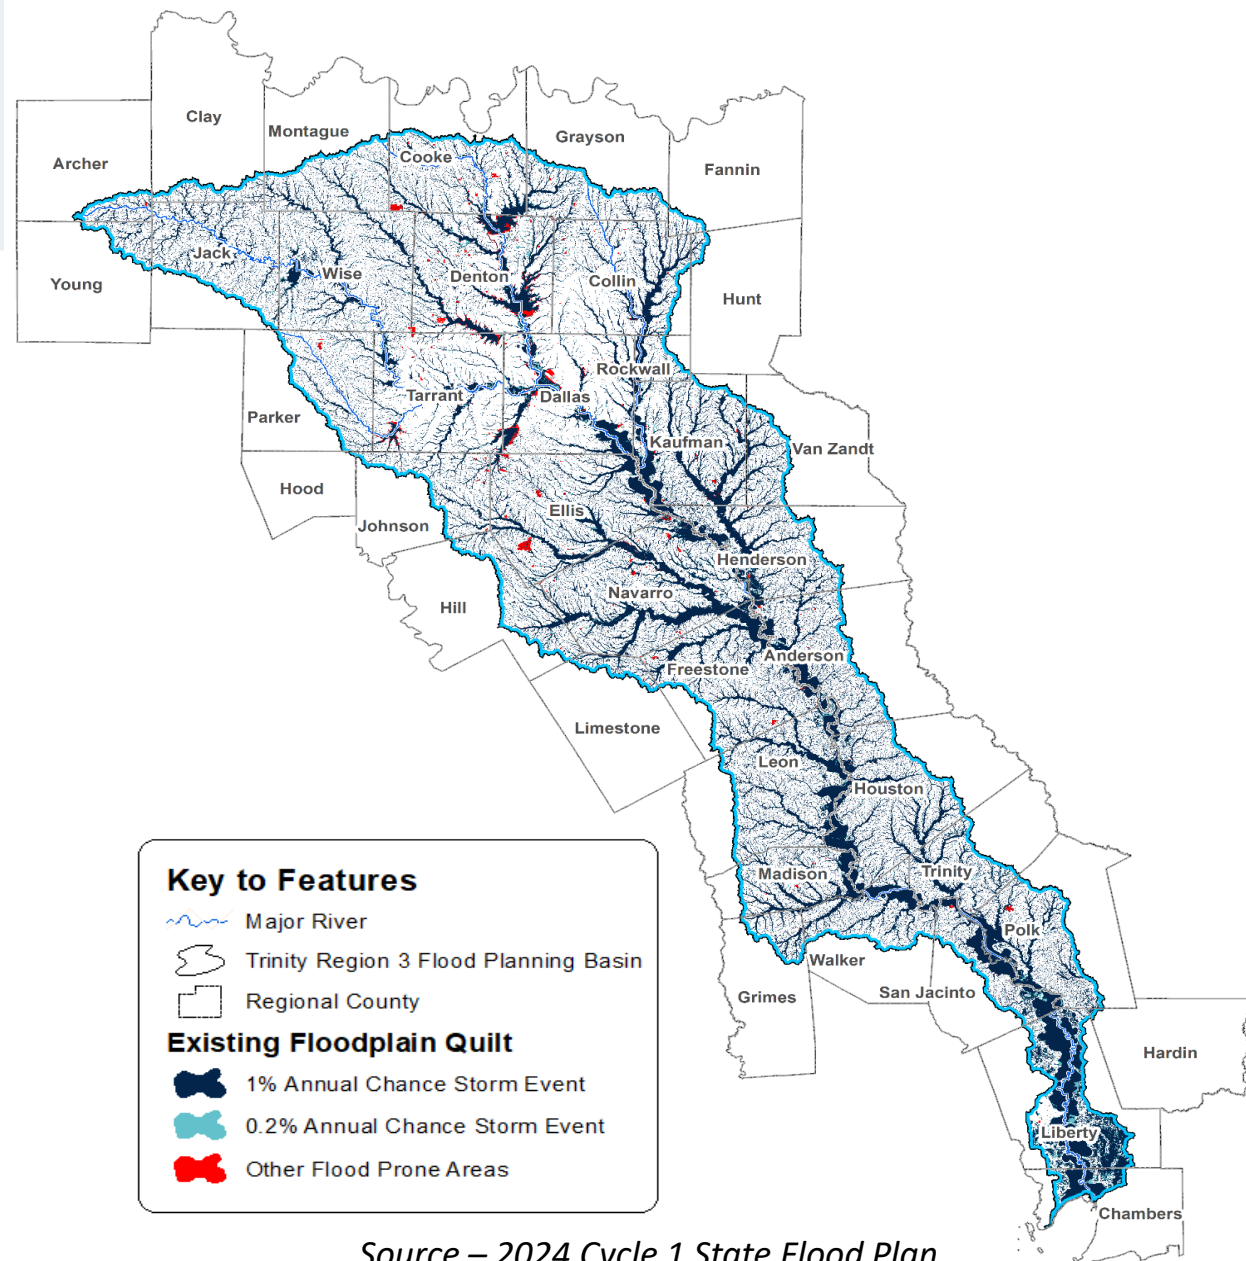 Clay
Montague
Grayson
Archer
Cooke
Fannin
Jack
Wise
Denton
Collin
Young
Hunt
Rockwall
Tarrant
Dallas
Parker
Kaufman
Van Zandt
Hood
Ellis
Johnson
Henderson
Navarro
Hill
Anderson
Freestone
Limestone
Leon
Houston
Madison
Trinity
Polk
Walker
San Jacinto
Grimes
Hardin
Liberty
Chambers
Key to Features
Major River
Trinity Region 3 Flood Planning Basin
Regional County
Existing Floodplain Quilt
1% Annual Chance Storm Event
0.2% Annual Chance Storm Event
Other Flood Prone Areas
Source – 2024 Cycle 1 State Flood Plan